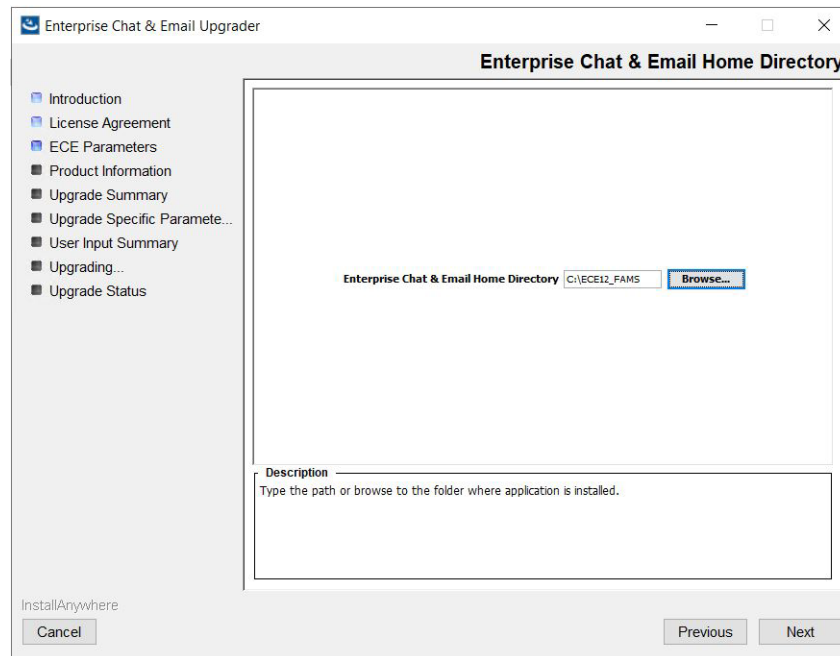 Enterprise Chat & Email Upgrader
Enterprise Chat & Email Home Directory
Introduction
License Agreement
ECE Parameters
Product Information
Upgrade Summary
Upgrade Specific Paramete...
User Input Summary
Upgrading...
Upgrade Status
Enterprise Chat & Email Home Directory C:\ECE12_FAMS Browse...
Description
Type the path or browse to the folder where application is installed.
InstallAnywhere
Cancel Previous Next